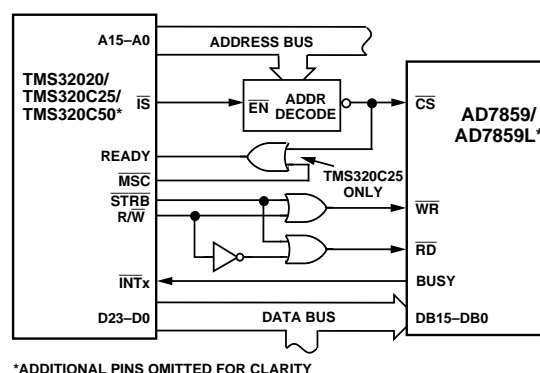 A15–A0
ADDRESS BUS
TMS32020/
TMS320C25/
TMS320C50*
IS
EN
ADDR
DECODE
CS
AD7859/
AD7859L*
READY
TMS320C25
ONLY
MSC
STRB
R/W
WR
RD
INTx
BUSY
D23–D0
DATA BUS
DB15–DB0
*ADDITIONAL PINS OMITTED FOR CLARITY